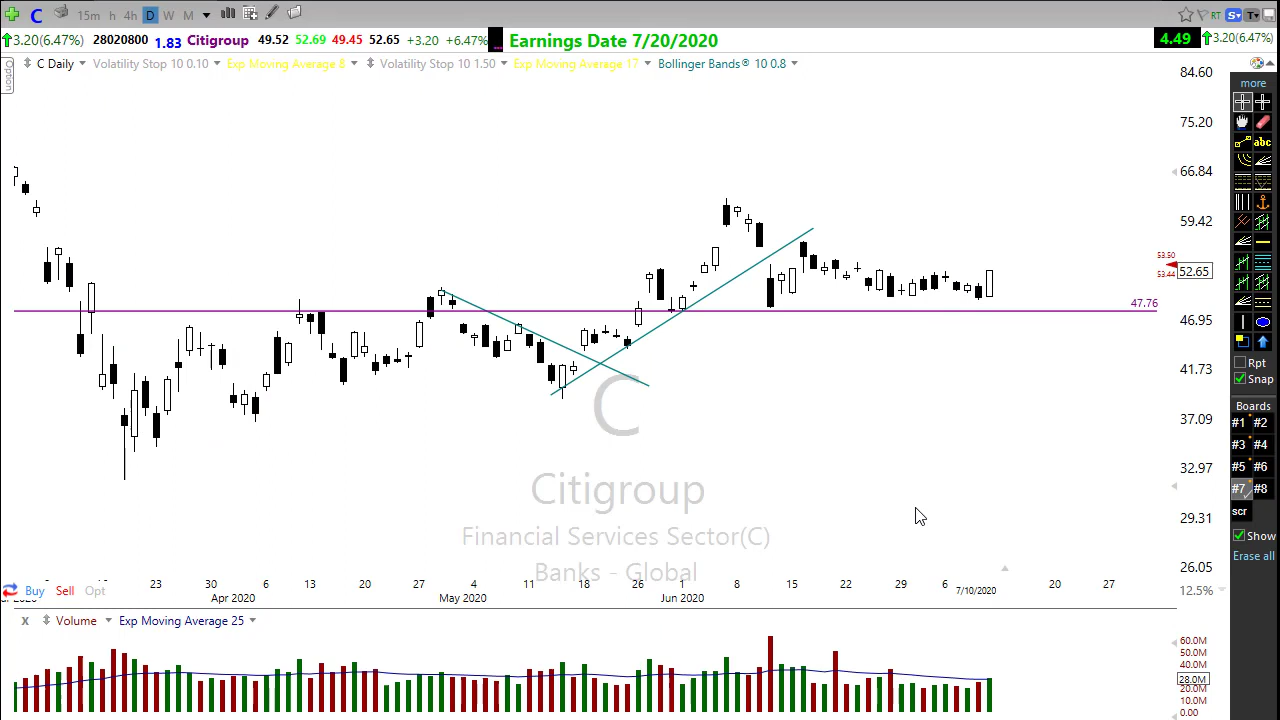 C 15m h 4h D W M RT S T
3.20(6.47%) 28020800 1.83 Citigroup 49.52 52.69 49.45 52.65 +3.20 +6.47% Earnings Date 7/20/2020 4.49 3.20(6.47%)
Option
C Daily Volatility Stop 10 0.10 Exp Moving Average 8 Volatility Stop 10 1.50 Exp Moving Average 17 Bollinger Bands® 10 0.8
84.60
75.20
66.84
59.42
53.50
52.65
53.44
47.76
46.95
41.73
37.09
32.97
29.31
26.05
12.5%
C
Citigroup
Financial Services Sector(C)
Banks - Global
23 30 6 13 20 27 4 11 18 26 1 8 15 22 29 6 7/10/2020 20 27
Apr 2020 May 2020 Jun 2020
Buy Sell Opt
x Volume Exp Moving Average 25
60.0M
50.0M
40.0M
28.0M
20.0M
10.0M
0.00
more
abc
Rpt
Snap
Boards
#1 #2
#3 #4
#5 #6
#7 #8
scr
Show
Erase all